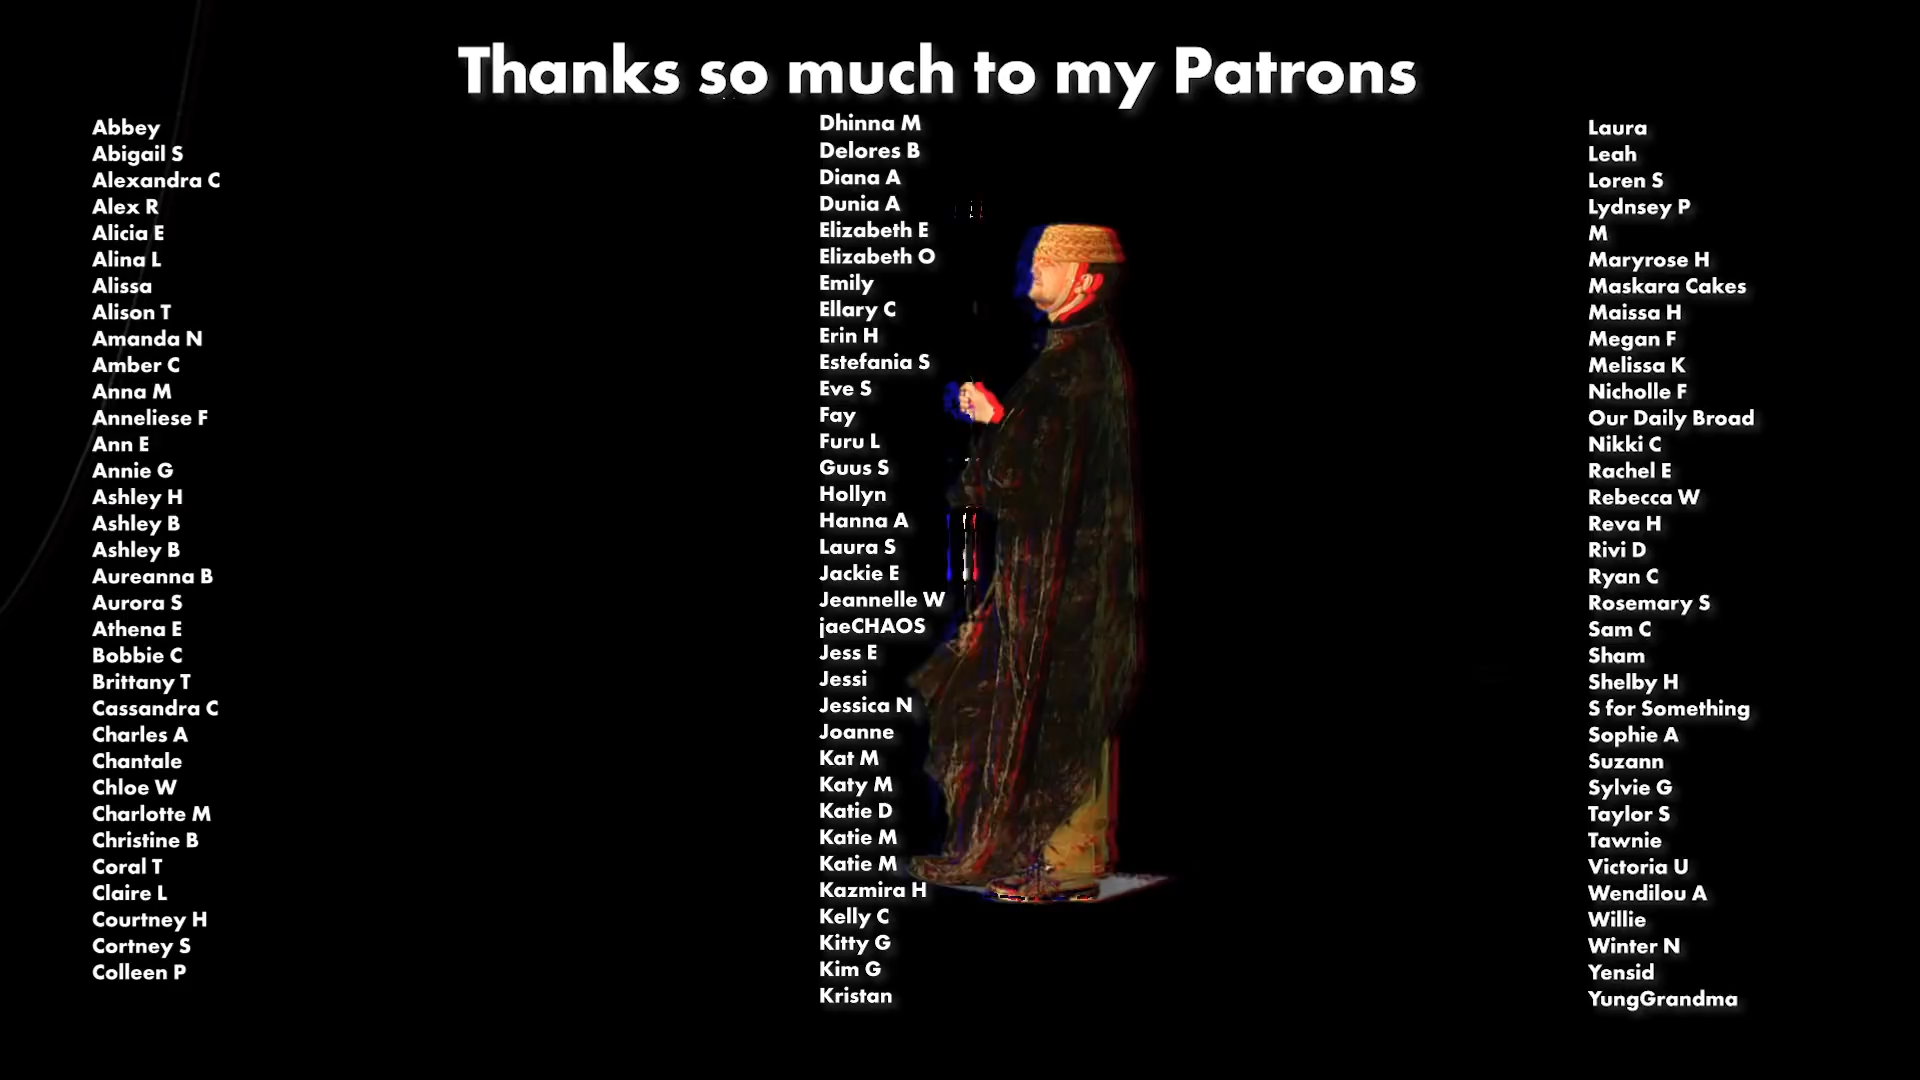 Thanks so much to my Patrons
Abbey
Abigail S
Alexandra C
Alex R
Alicia E
Alina L
Alissa
Alison T
Amanda N
Amber C
Anna M
Anneliese F
Ann E
Annie G
Ashley H
Ashley B
Ashley B
Aureanna B
Aurora S
Athena E
Bobbie C
Brittany T
Cassandra C
Charles A
Chantale
Chloe W
Charlotte M
Christine B
Coral T
Claire L
Courtney H
Cortney S
Colleen P
Dhinna M
Delores B
Diana A
Dunia A
Elizabeth E
Elizabeth O
Emily
Ellary C
Erin H
Estefania S
Eve S
Fay
Furu L
Guus S
Hollyn
Hanna A
Laura S
Jackie E
Jeannelle W
jaeCHAOS
Jess E
Jessi
Jessica N
Joanne
Kat M
Katy M
Katie D
Katie M
Katie M
Kazmira H
Kelly C
Kitty G
Kim G
Kristan
Laura
Leah
Loren S
Lydnsey P
M
Maryrose H
Maskara Cakes
Maissa H
Megan F
Melissa K
Nicholle F
Our Daily Broad
Nikki C
Rachel E
Rebecca W
Reva H
Rivi D
Ryan C
Rosemary S
Sam C
Sham
Shelby H
S for Something
Sophie A
Suzann
Sylvie G
Taylor S
Tawnie
Victoria U
Wendilou A
Willie
Winter N
Yensid
YungGrandma